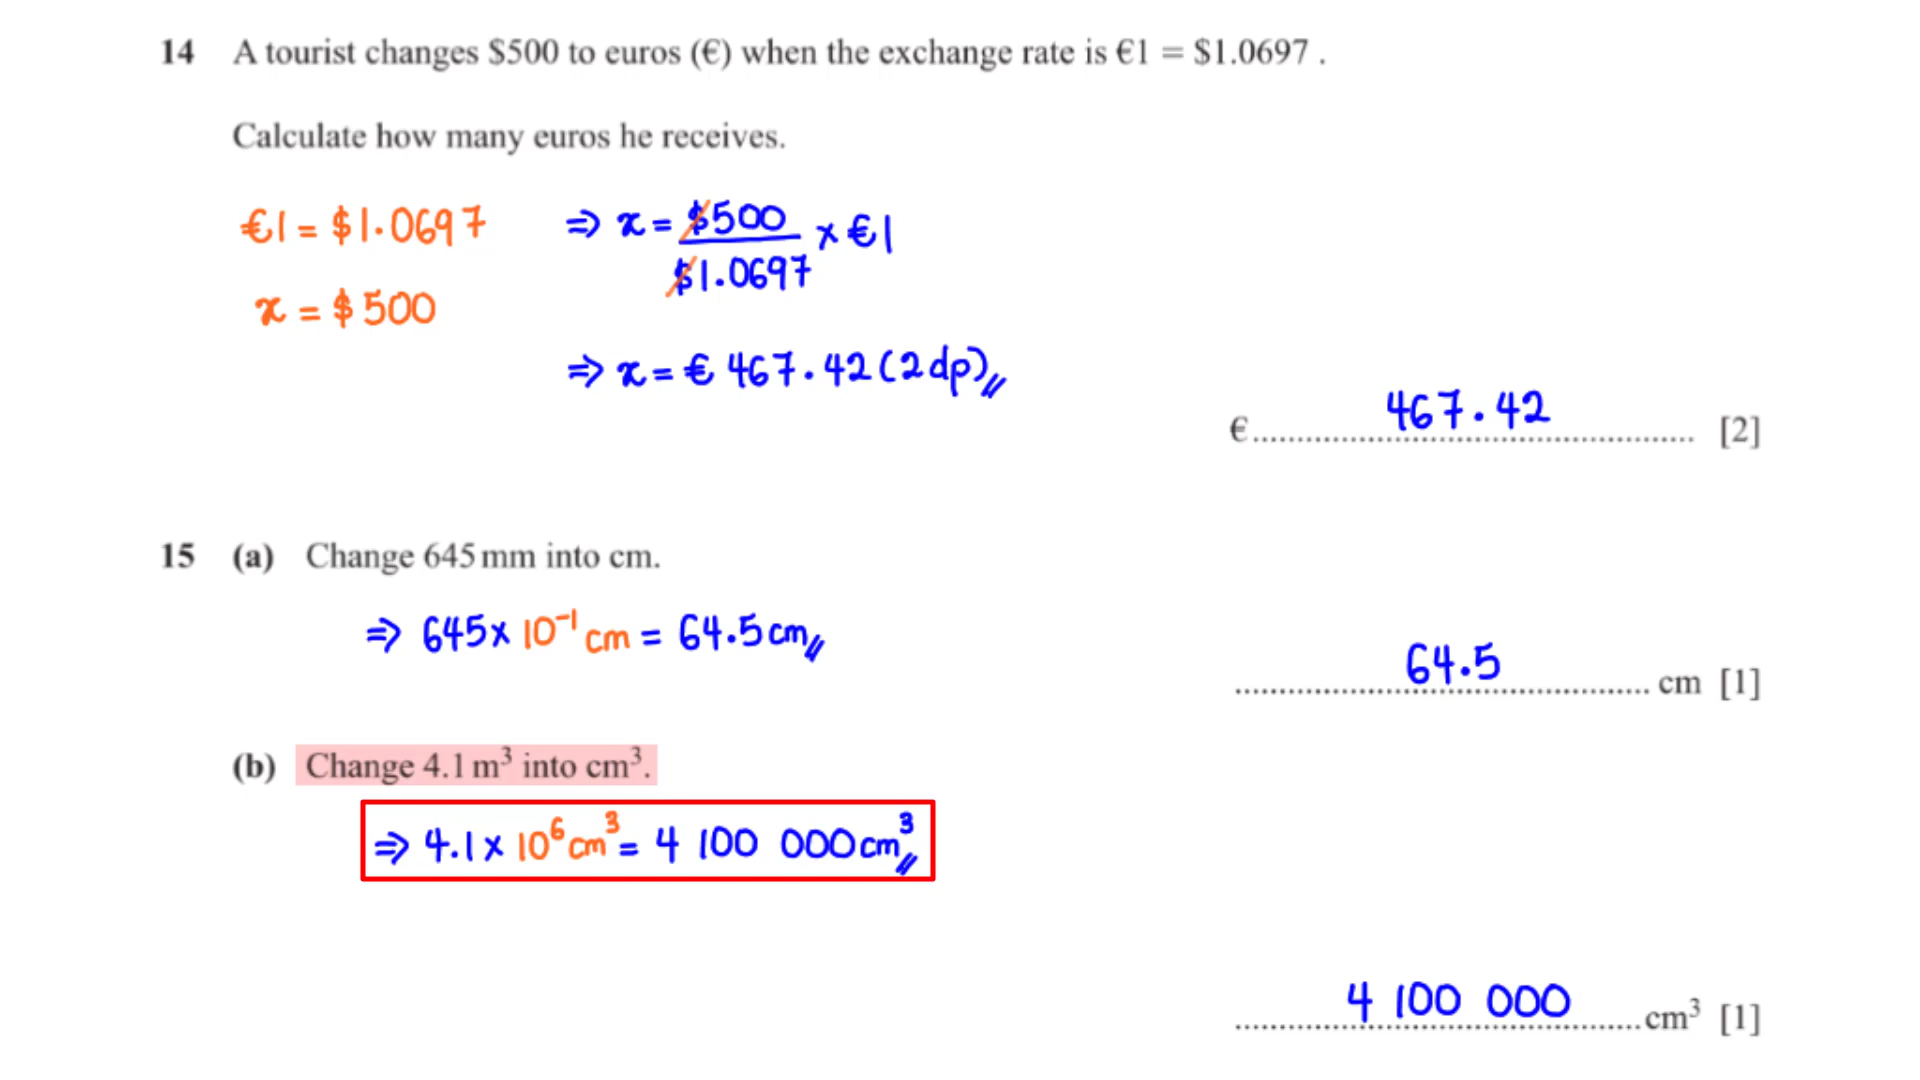 14 A tourist changes $500 to euros (€) when the exchange rate is €1 = $1.0697 .
Calculate how many euros he receives.
€1 = $1.0697
x = $500
⇒ x = $500/$1.0697 × €1
⇒ x = € 467.42 (2dp)//
467.42
€ ................................................ [2]
15 (a) Change 645 mm into cm.
⇒ 645 × 10⁻¹ cm = 64.5 cm//
64.5
................................................ cm [1]
(b) Change 4.1 m³ into cm³.
⇒ 4.1 × 10⁶ cm³ = 4 100 000 cm³//
4 100 000
................................................ cm³ [1]